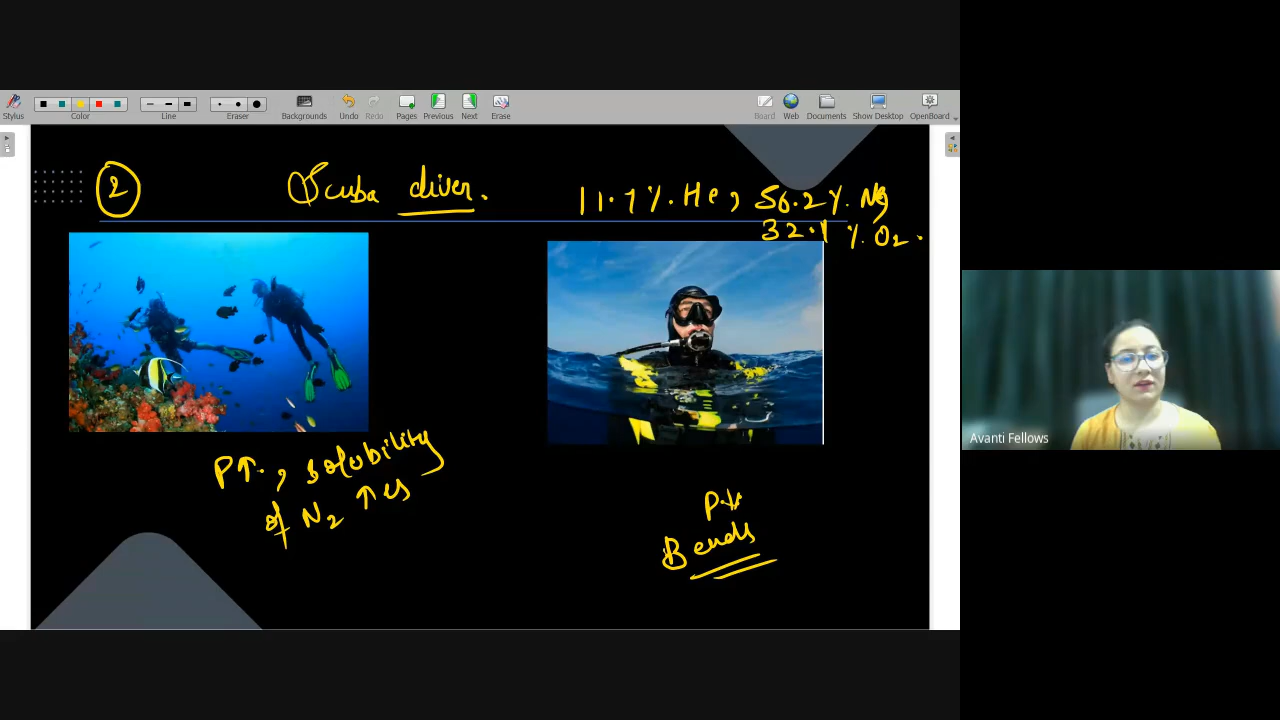 Stylus
Color
Line
Eraser
Backgrounds
Undo
Redo
Pages
Previous
Next
Erase
Board
Web
Documents
Show Desktop
OpenBoard
2
Scuba diver.
11.7%. He, 56.2%. N2
32.1 %. O2.
P↑., solubility
of N2 ↑es
P↓
Bends
Avanti Fellows